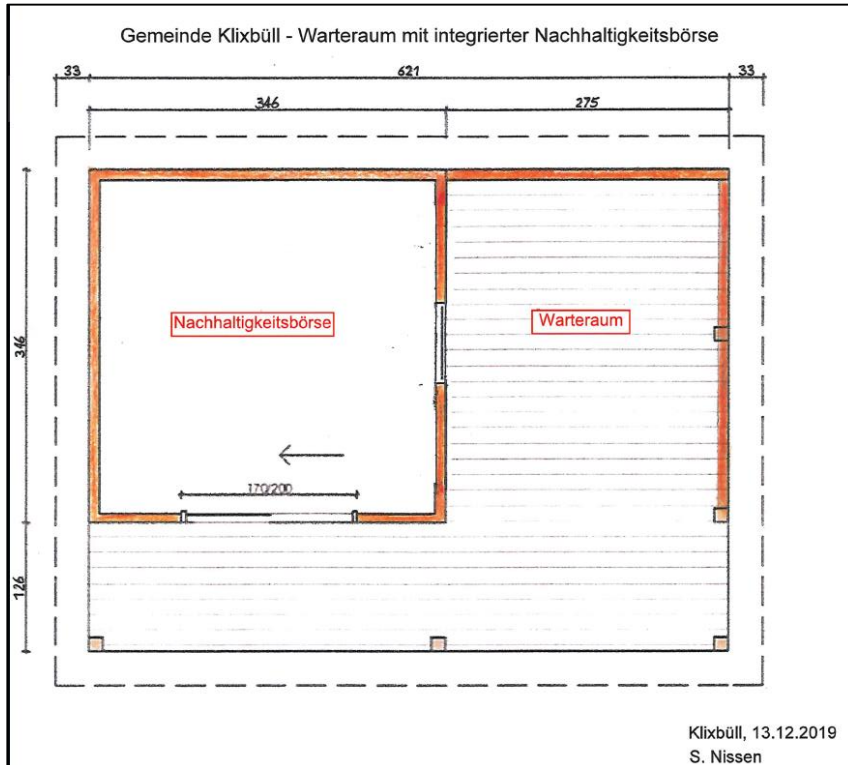 Gemeinde Klixbüll - Warteraum mit integrierter Nachhaltigkeitsbörse
33 621 33
346 275
Nachhaltigkeitsbörse Warteraum
346
170/200
126
Klixbüll, 13.12.2019
S. Nissen